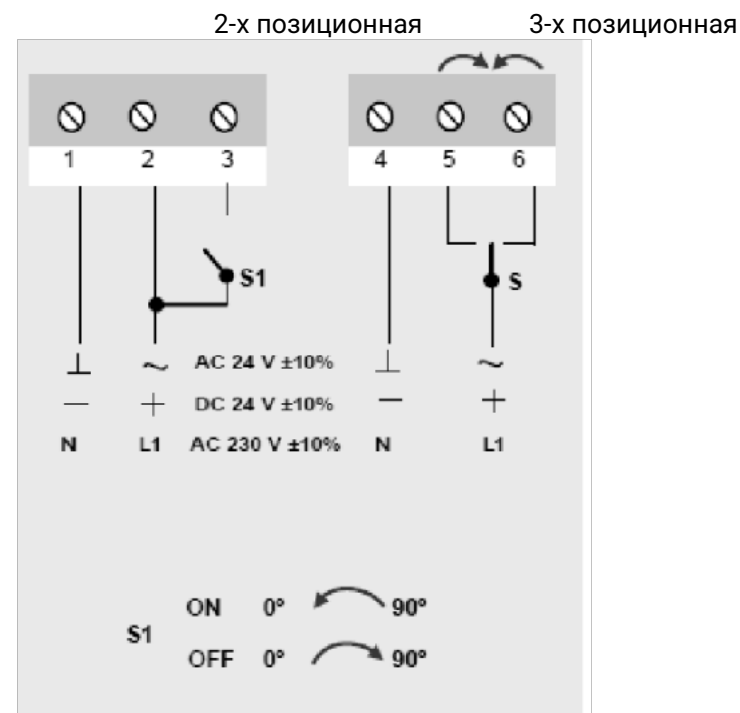 2-х позиционная 3-х позиционная
1 2 3 4 5 6
S1 S
⊥ ~ AC 24 V ±10% ⊥ ~
— + DC 24 V ±10% — +
N L1 AC 230 V ±10% N L1
ON 0° 90°
S1
OFF 0° 90°